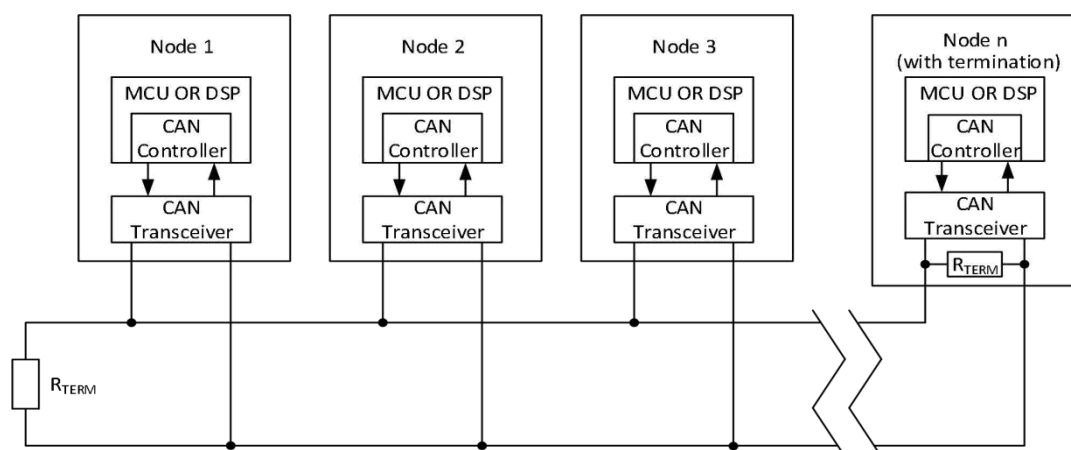 Node 1
MCU OR DSP
CAN
Controller
CAN
Transceiver
Node 2
MCU OR DSP
CAN
Controller
CAN
Transceiver
Node 3
MCU OR DSP
CAN
Controller
CAN
Transceiver
Node n
(with termination)
MCU OR DSP
CAN
Controller
CAN
Transceiver
RTERM
RTERM